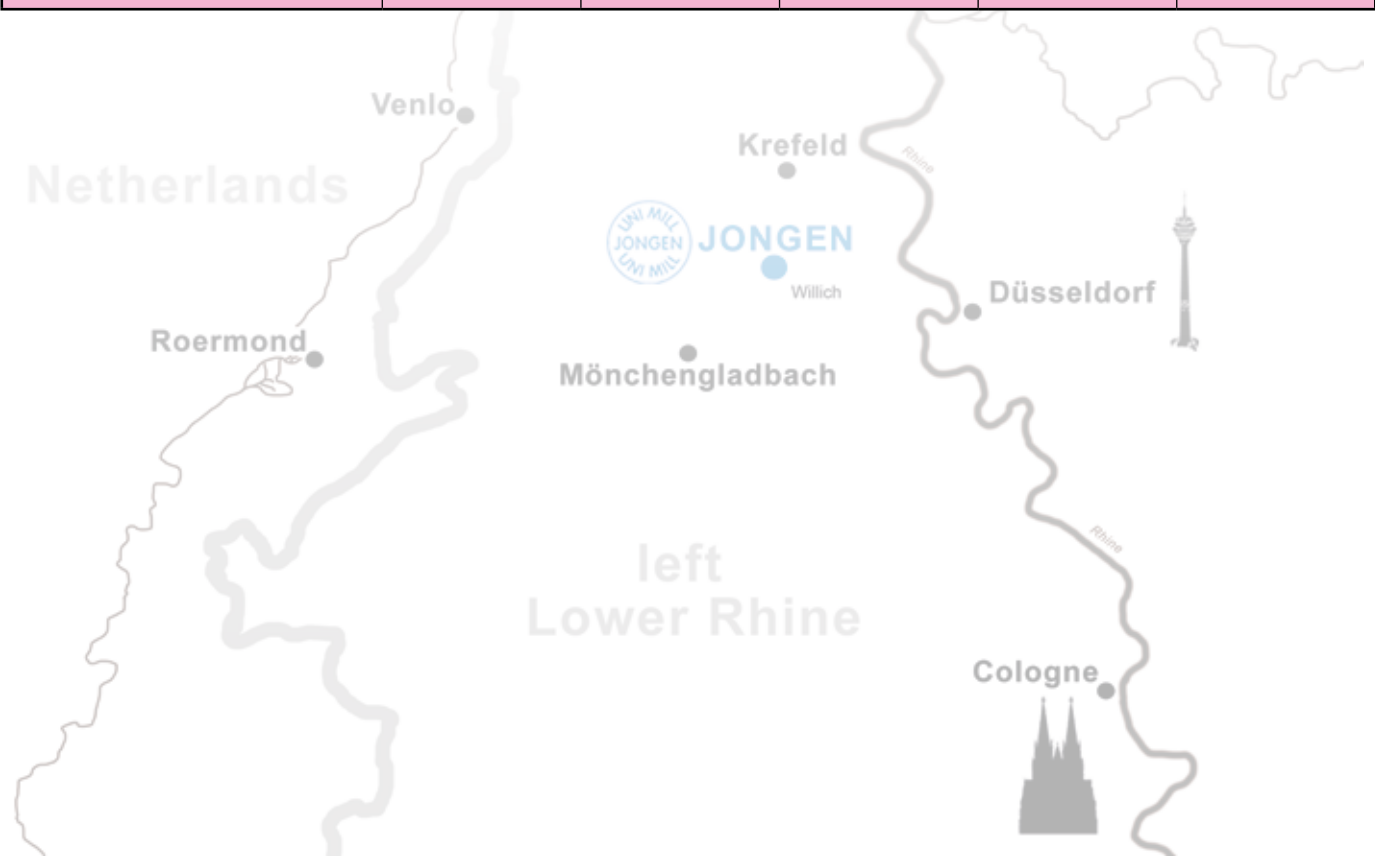 Venlo
Krefeld
Rhine
Netherlands
UNI MILL
JONGEN
UNI MILL
JONGEN
Willich
Düsseldorf
Roermond
Mönchengladbach
Rhine
left
Lower Rhine
Cologne